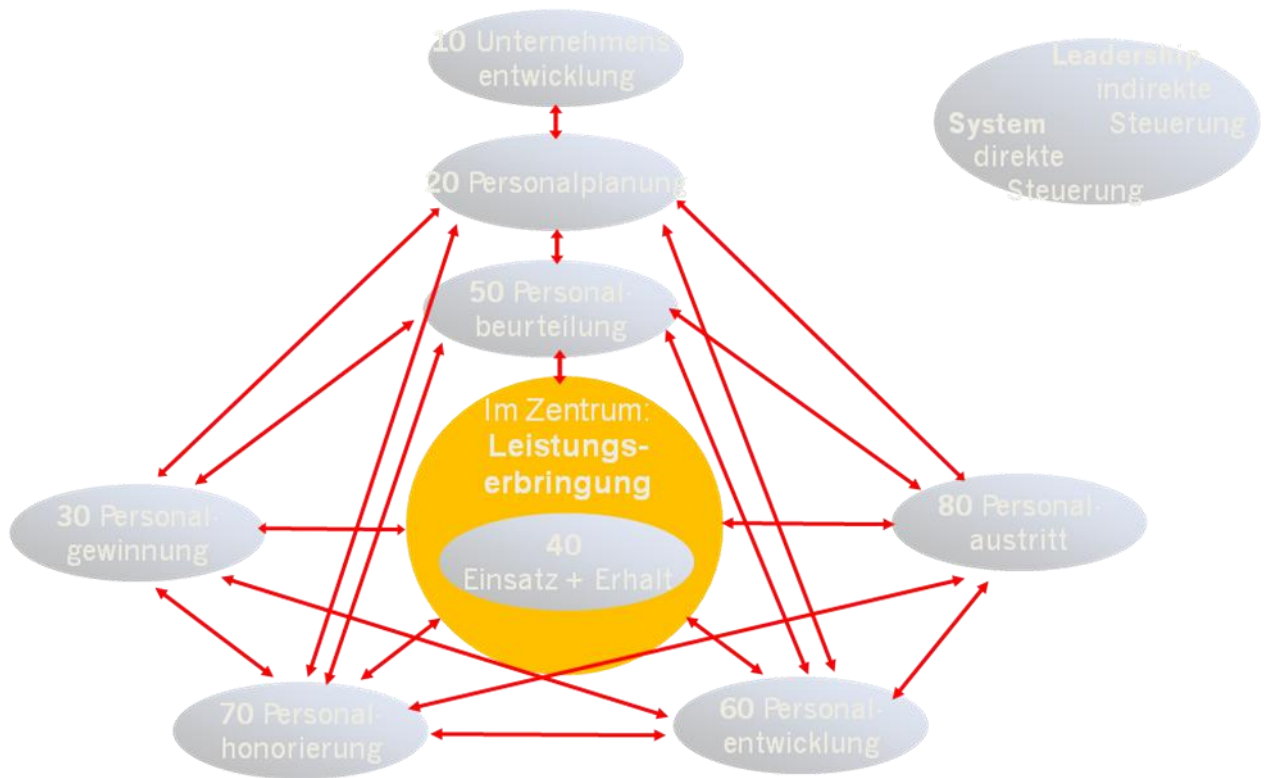 10 Unternehmens
entwicklung
Leadership
indirekte
System Steuerung
direkte
Steuerung
20 Personalplanung
50 Personal-
beurteilung
Im Zentrum:
Leistungs-
erbringung
30 Personal-
gewinnung
40
Einsatz + Erhalt
80 Personal-
austritt
70 Personal-
honorierung
60 Personal-
entwicklung